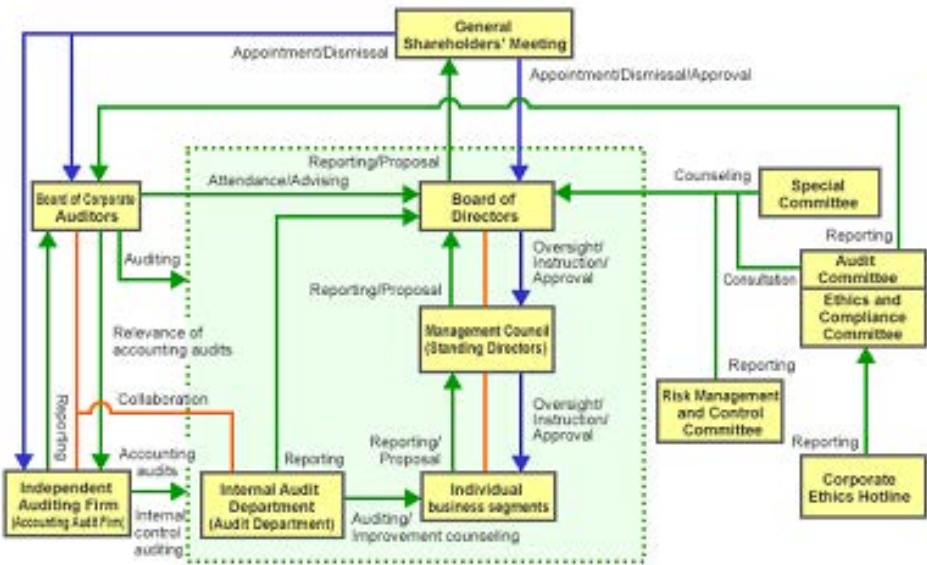 General
Shareholders' Meeting
Appointment/Dismissal
Appointment/Dismissal/Approval
Reporting/Proposal
Attendance/Advising
Counseling
Board of Corporate
Auditors
Board of
Directors
Special
Committee
Reporting
Auditing
Oversight/
Instruction/
Approval
Consultation
Audit
Committee
Reporting/Proposal
Ethics and
Compliance
Committee
Management Council
(Standing Directors)
Relevance of
accounting audits
Reporting
Risk Management
and Control
Committee
Collaboration
Oversight/
Instruction/
Approval
Reporting
Reporting/
Proposal
Reporting
Accounting
audits
Reporting
Corporate
Ethics Hotline
Independent
Auditing Firm
(Accounting Audit Firm)
Internal Audit
Department
(Audit Department)
Individual
business segments
Internal
control
auditing
Auditing/
Improvement counseling